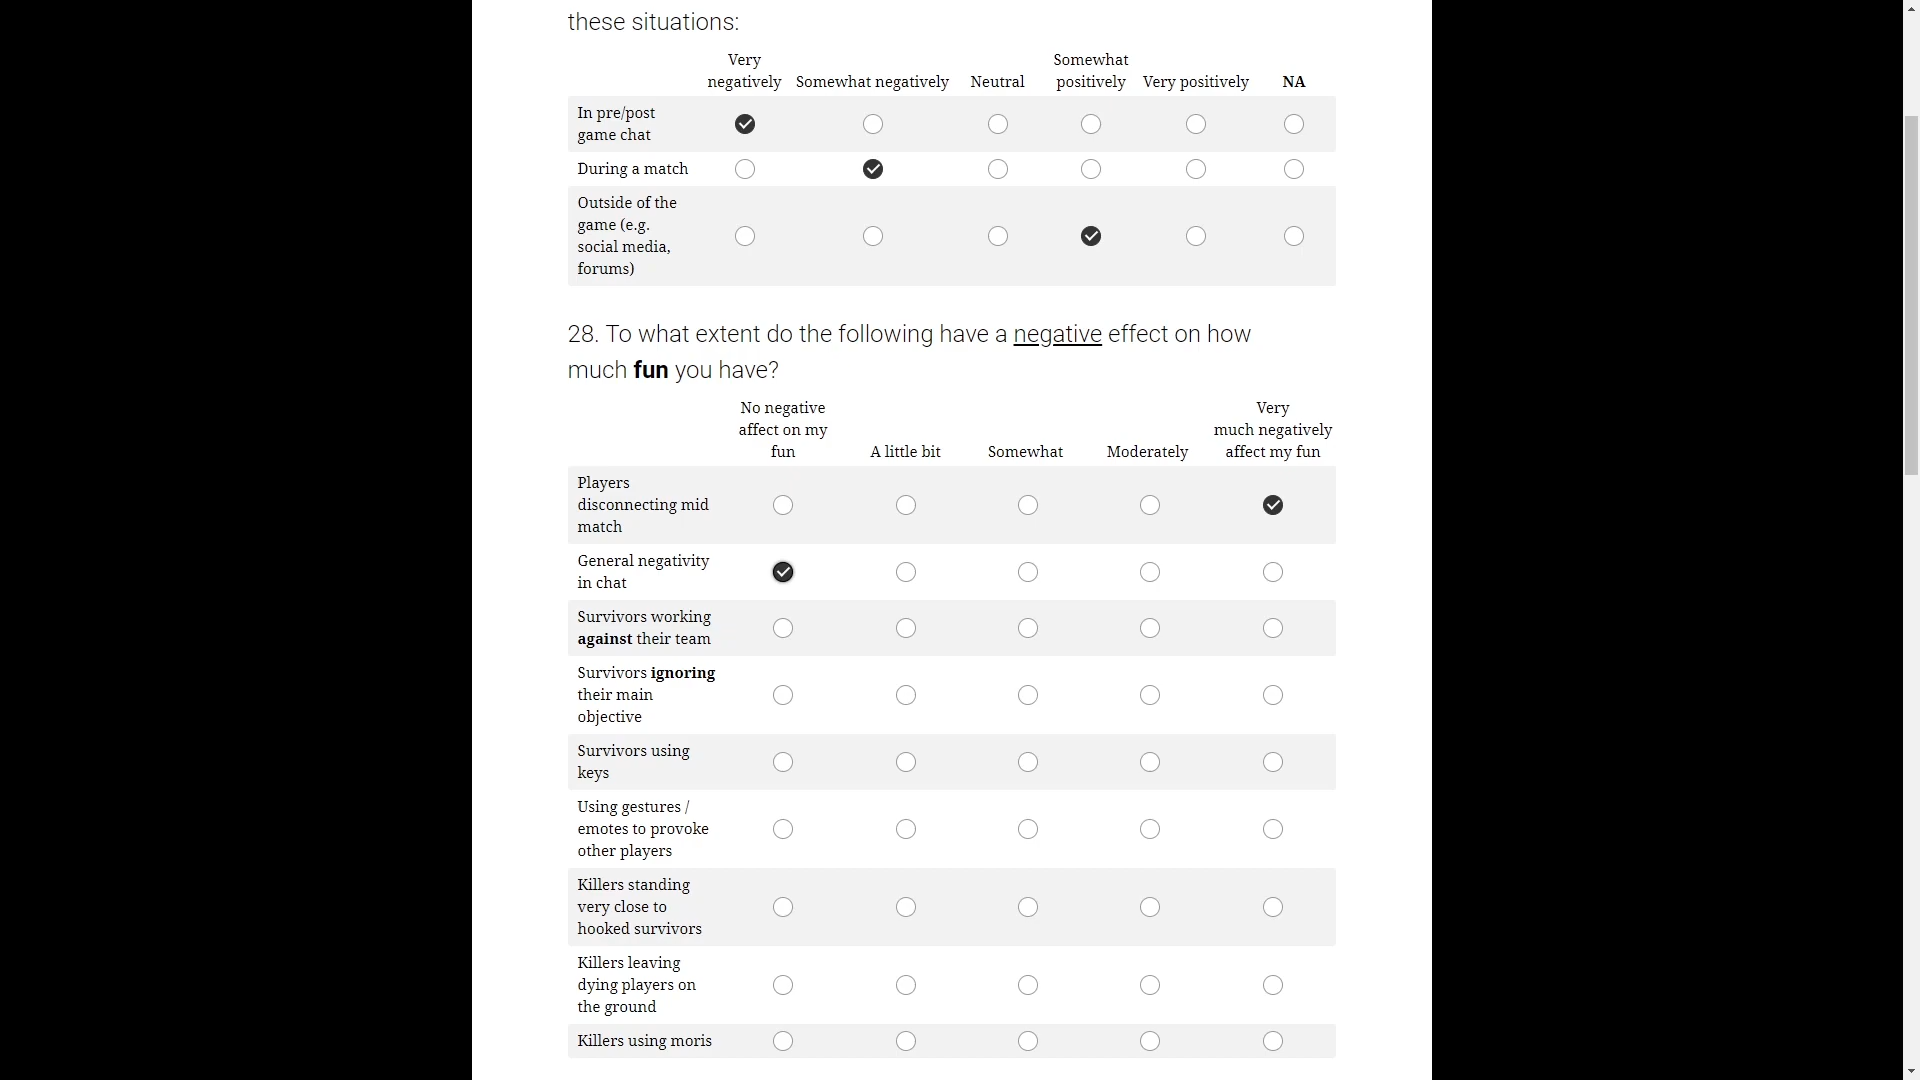 these situations:
Very negatively Somewhat negatively Neutral Somewhat positively Very positively NA
In pre/post
game chat
During a match
Outside of the
game (e.g.
social media,
forums)
28. To what extent do the following have a negative effect on how
much fun you have?
No negative affect on my fun A little bit Somewhat Moderately Very much negatively affect my fun
Players
disconnecting mid
match
General negativity
in chat
Survivors working
against their team
Survivors ignoring
their main
objective
Survivors using
keys
Using gestures /
emotes to provoke
other players
Killers standing
very close to
hooked survivors
Killers leaving
dying players on
the ground
Killers using moris